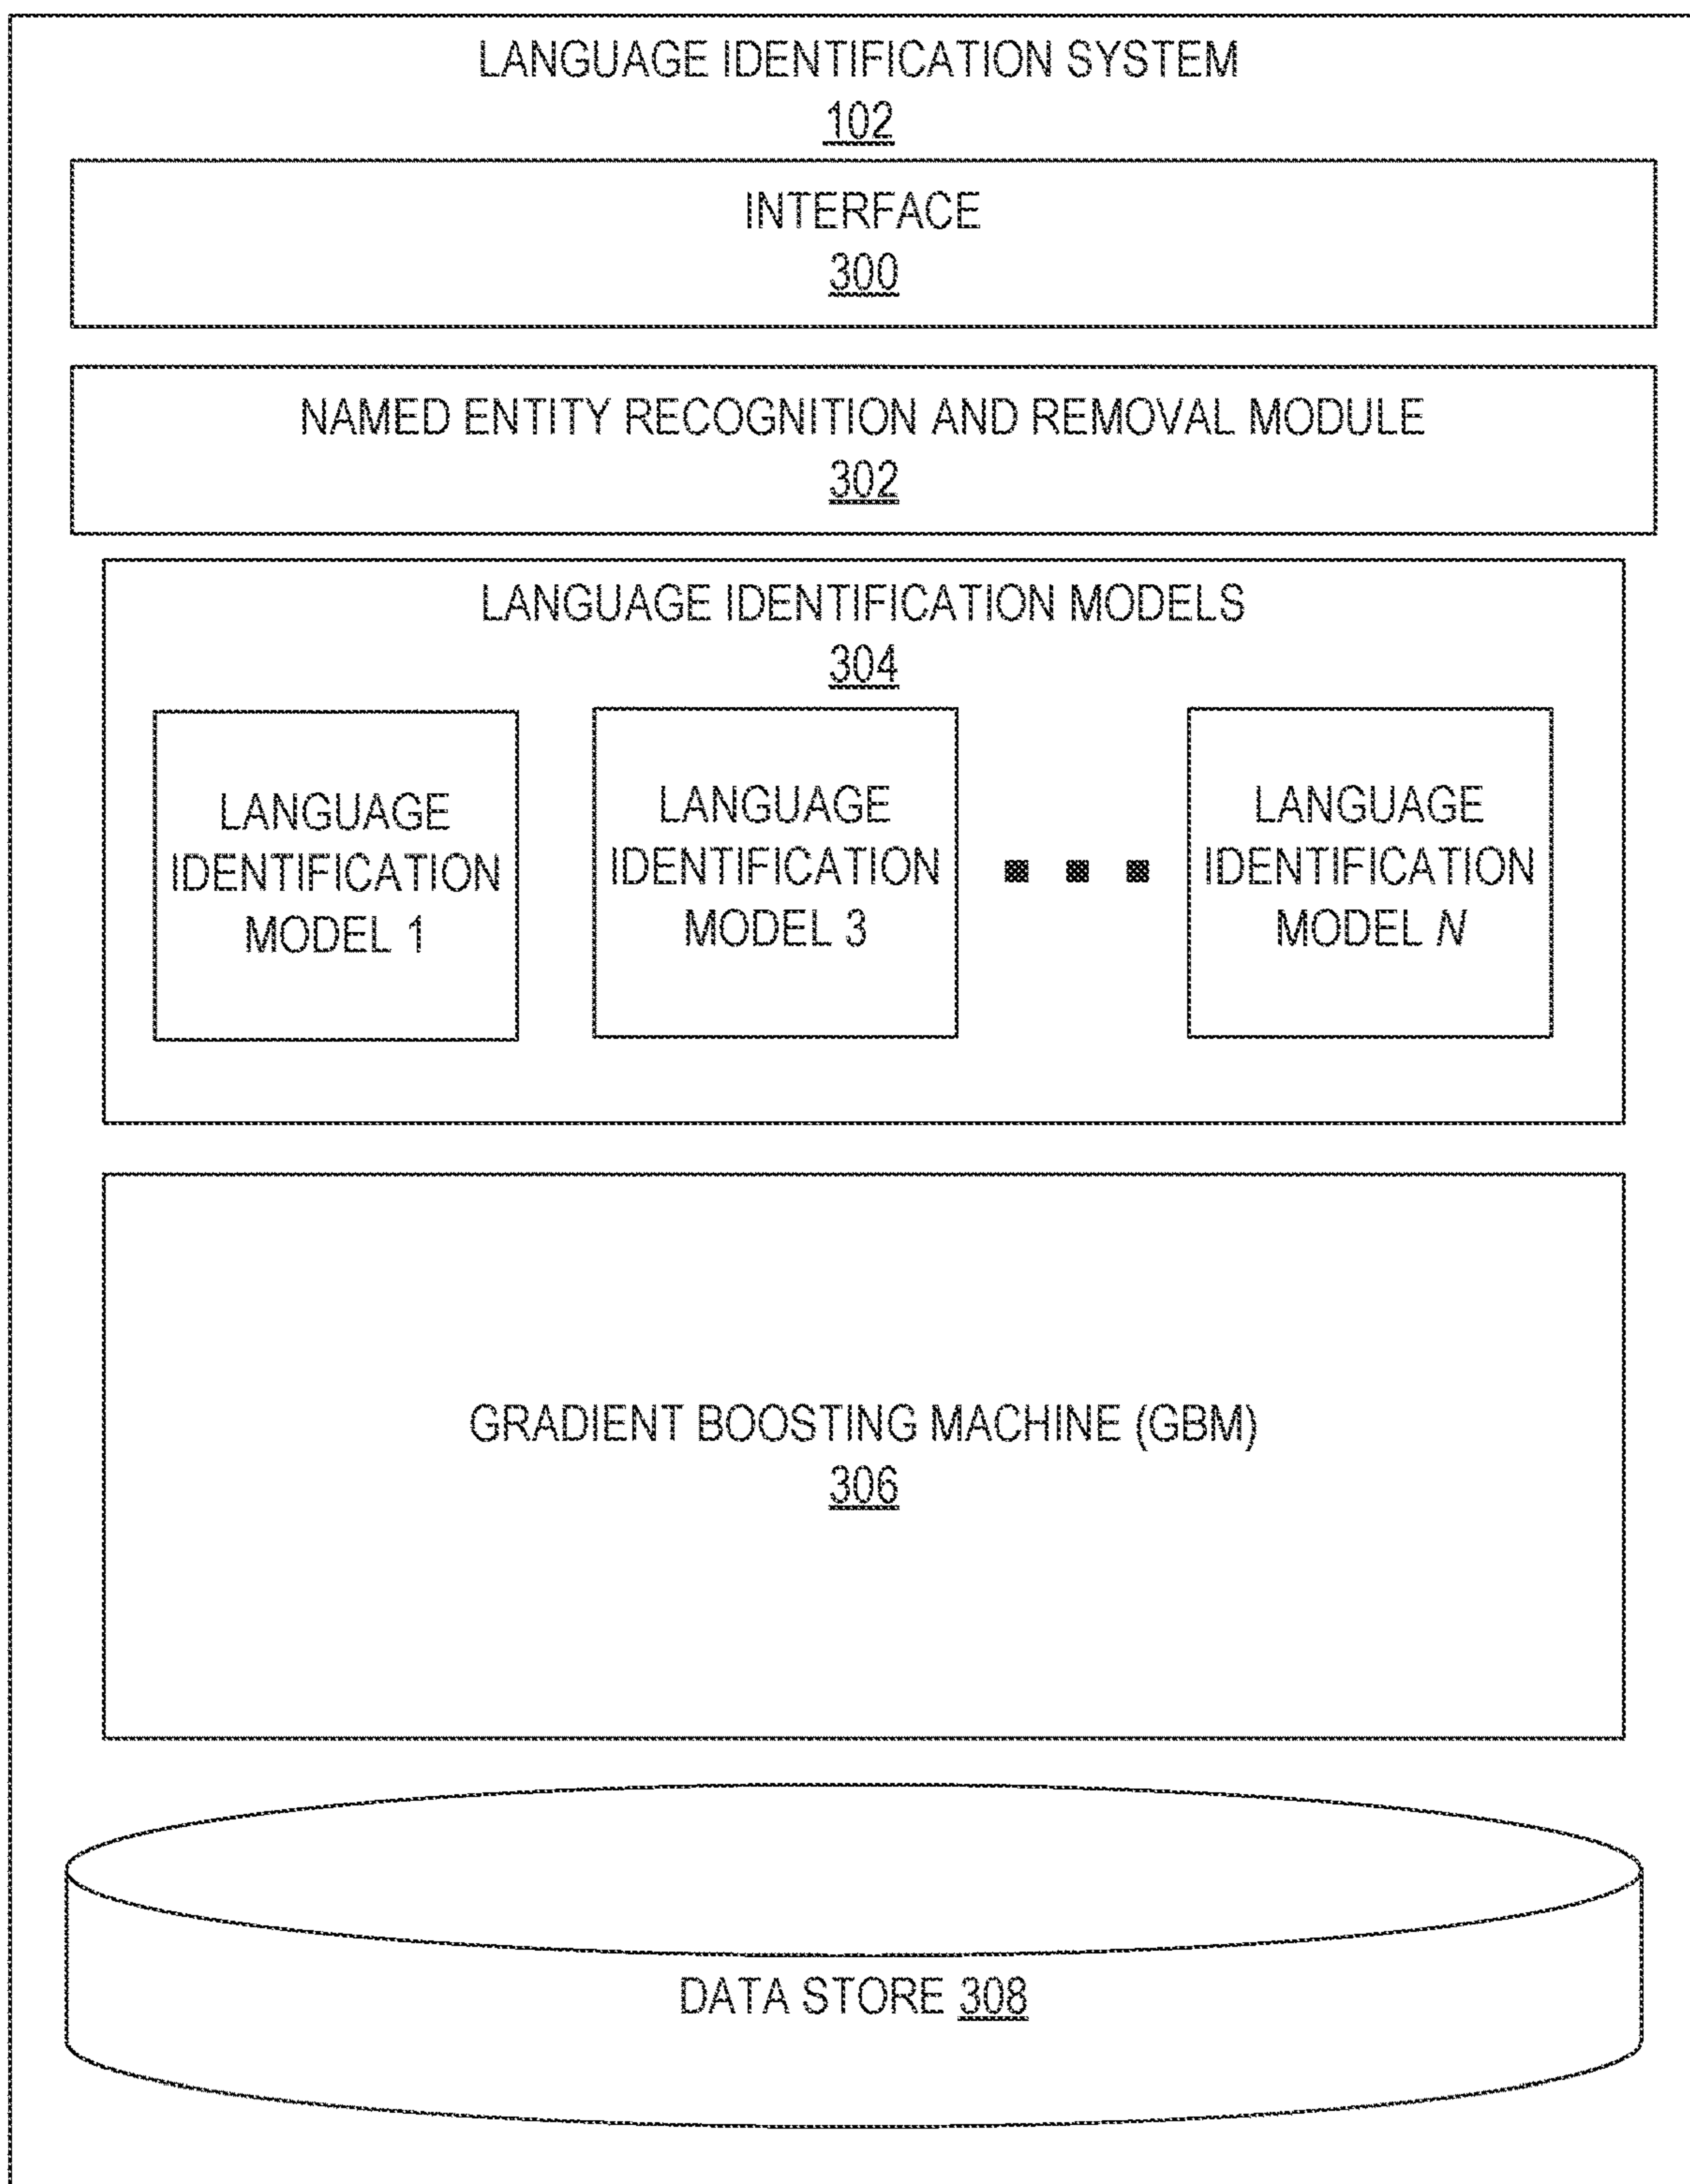 LANGUAGE IDENTIFICATION SYSTEM
102
INTERFACE
300
NAMED ENTITY RECOGNITION AND REMOVAL MODULE
302
LANGUAGE IDENTIFICATION MODELS
304
LANGUAGE
IDENTIFICATION
MODEL 1
LANGUAGE
IDENTIFICATION
MODEL 3
LANGUAGE
IDENTIFICATION
MODEL N
GRADIENT BOOSTING MACHINE (GBM)
306
DATA STORE 308